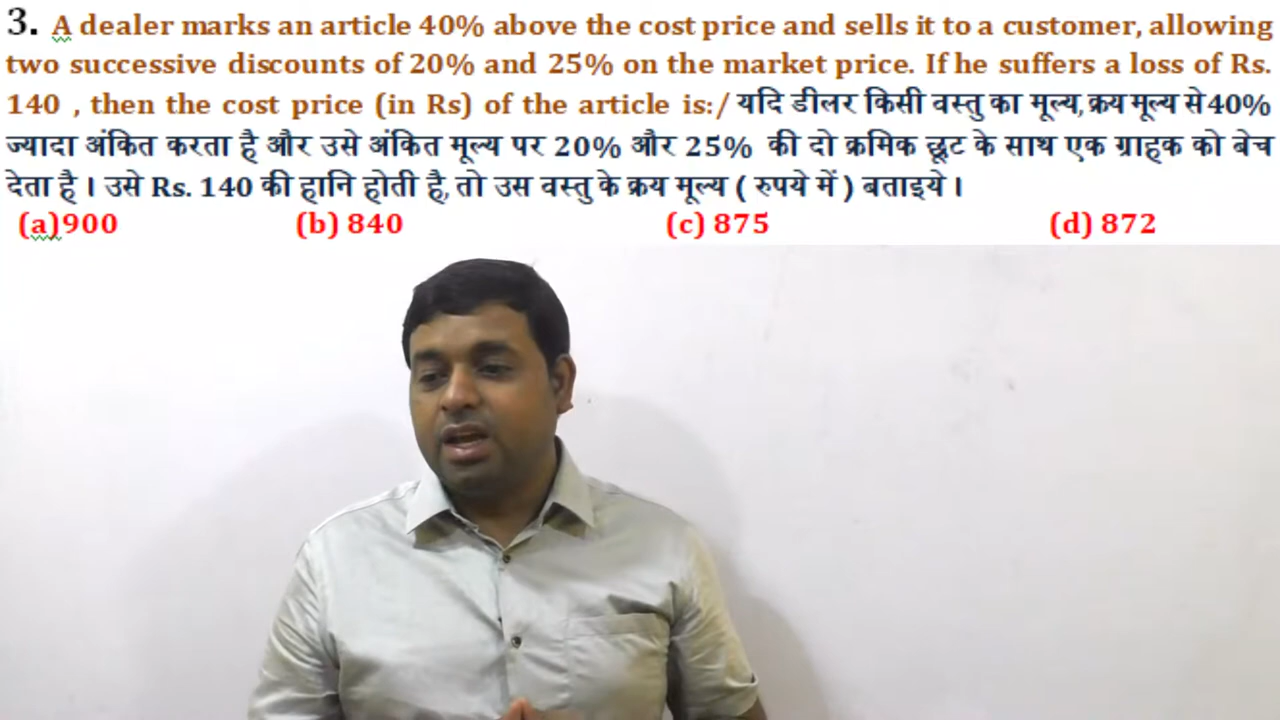 3. A dealer marks an article 40% above the cost price and sells it to a customer, allowing
two successive discounts of 20% and 25% on the market price. If he suffers a loss of Rs.
140 , then the cost price (in Rs) of the article is:/ यदि डीलर किसी वस्तु का मूल्य,क्रय मूल्य से 40%
ज्यादा अंकित करता है और उसे अंकित मूल्य पर 20% और 25% की दो क्रमिक छूट के साथ एक ग्राहक को बेच
देता है । उसे Rs. 140 की हानि होती है, तो उस वस्तु के क्रय मूल्य ( रुपये में ) बताइये ।
(a)900 (b) 840 (c) 875 (d) 872